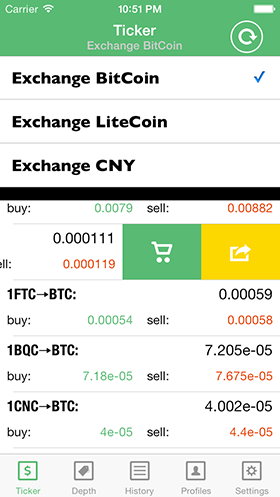 Carrier 10:51 PM
Ticker
Exchange BitCoin
Exchange BitCoin
Exchange LiteCoin
Exchange CNY
buy: 0.0079 sell: 0.00882
0.000111
ell: 0.000119
1FTC→BTC: 0.00059
buy: 0.00054 sell: 0.00058
1BQC→BTC: 7.205e-05
buy: 7.18e-05 sell: 7.675e-05
1CNC→BTC: 4.002e-05
buy: 4e-05 sell: 4.4e-05
$
Ticker Depth History Profiles Settings